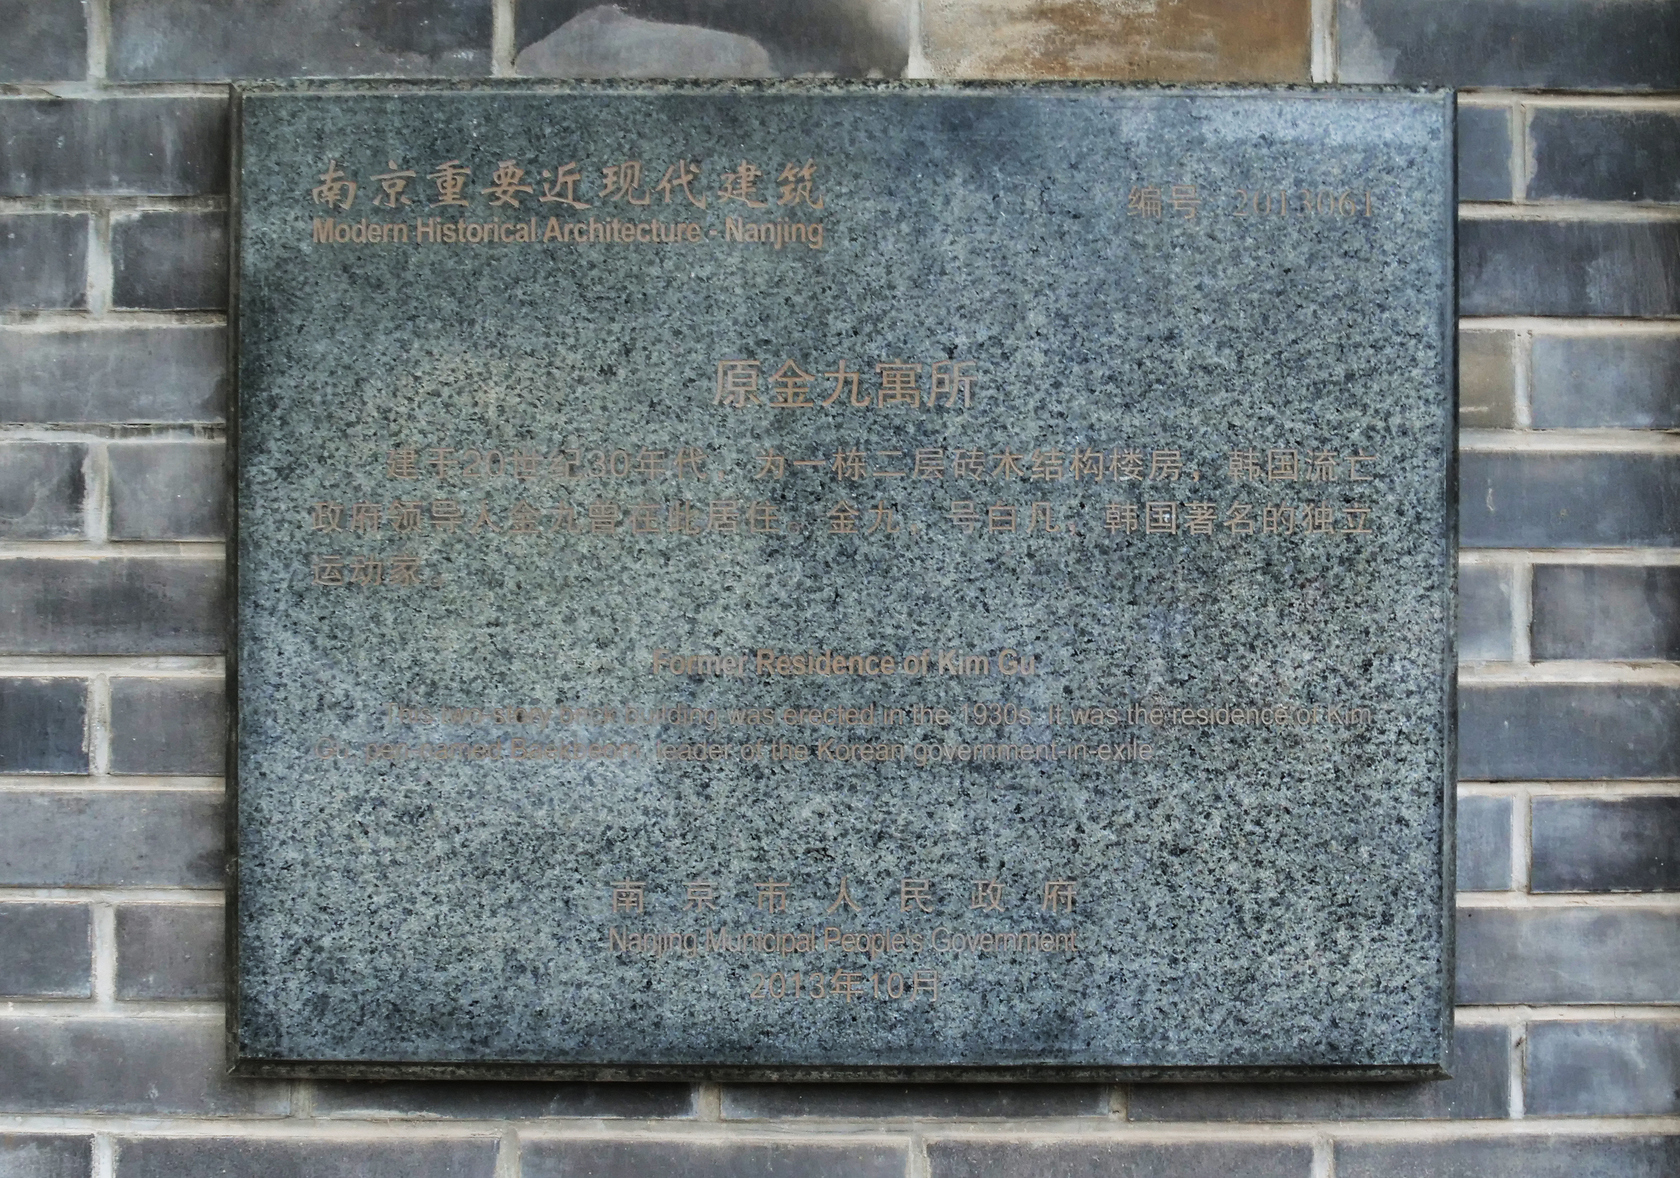 南京重要近现代建筑
Modern Historical Architecture - Nanjing
编号 2013061
原金九寓所
建于20世纪30年代，为一栋二层砖木结构楼房，韩国流亡
政府领导人金九曾在此居住。金九，号白凡，韩国著名的独立
运动家。
Former Residence of Kim Gu
This two-story brick building was erected in the 1930s. It was the residence of Kim
Gu, pen-named Baekbeom, leader of the Korean government-in-exile.
南京市人民政府
Nanjing Municipal People's Government
2013年10月